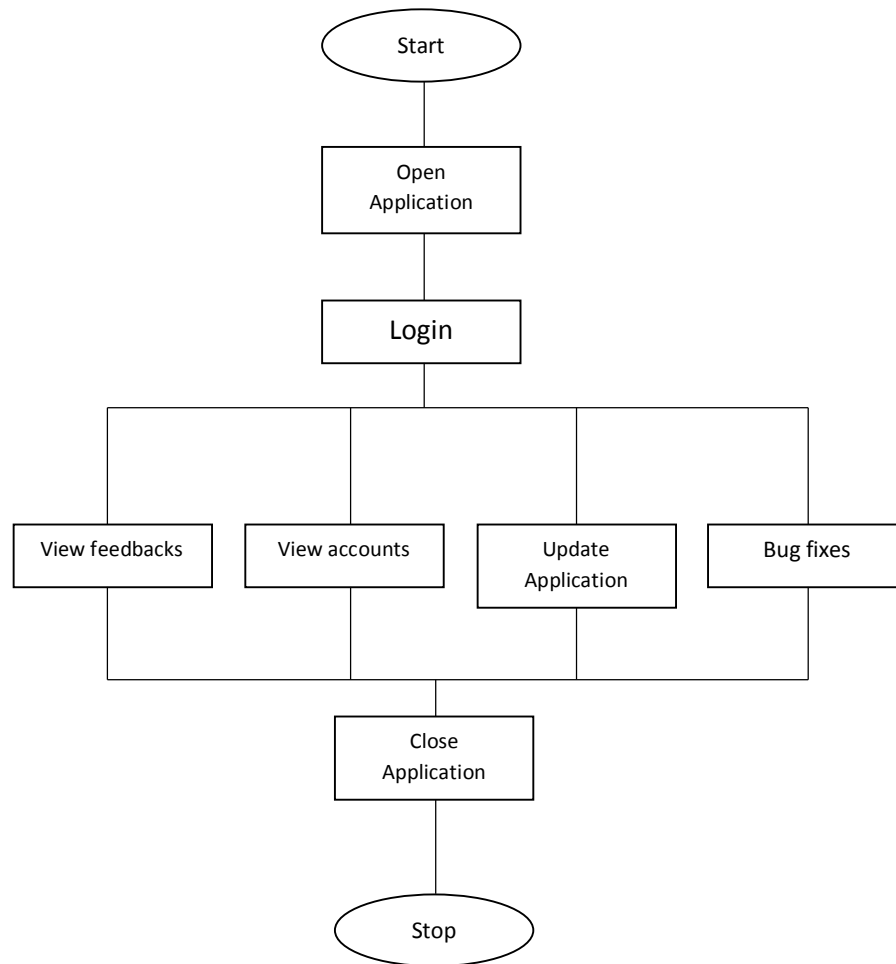 Start
Open
Application
Login
View feedbacks
View accounts
Update
Application
Bug fixes
Close
Application
Stop